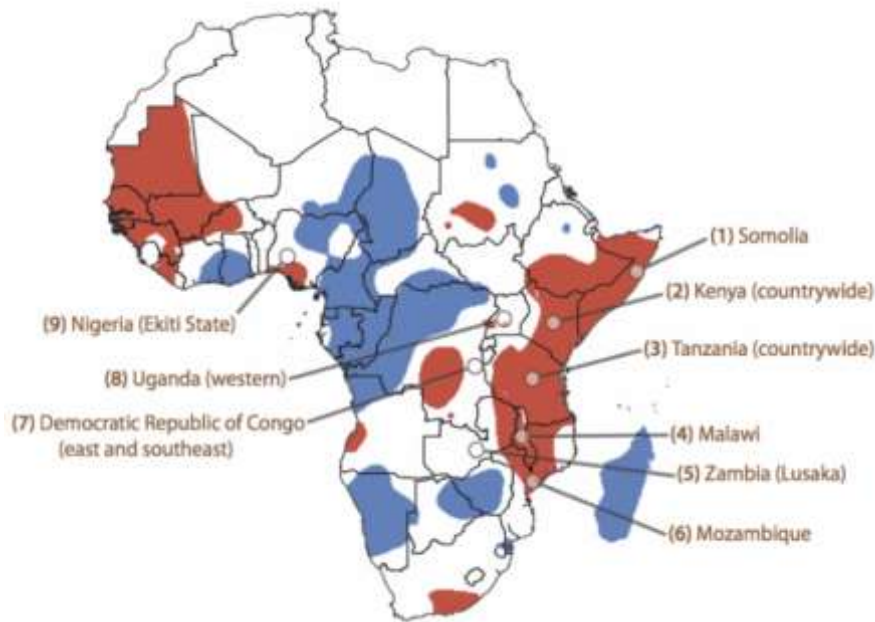 (1) Somolia
(2) Kenya (countrywide)
(3) Tanzania (countrywide)
(4) Malawi
(5) Zambia (Lusaka)
(6) Mozambique
(7) Democratic Republic of Congo
(east and southeast)
(8) Uganda (western)
(9) Nigeria (Ekiti State)